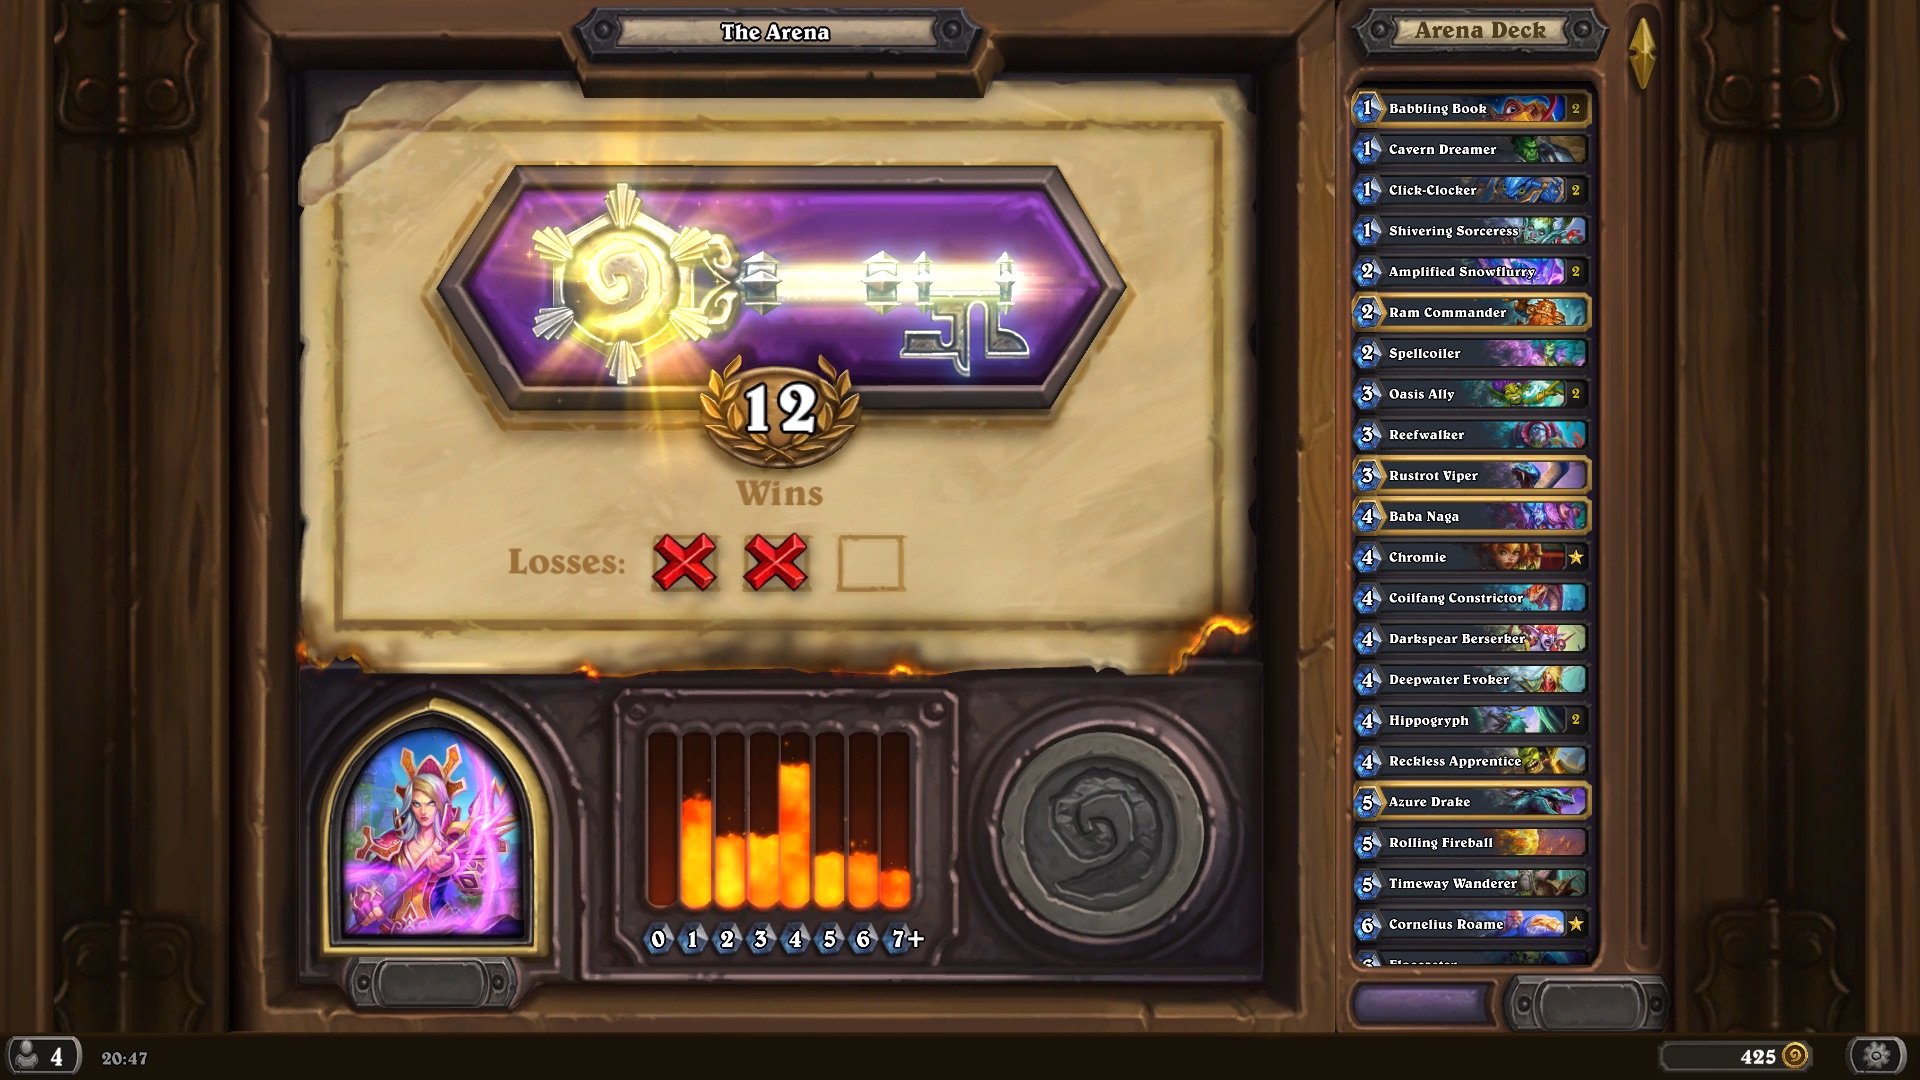 The Arena
12
Wins
Losses:
0 1 2 3 4 5 6 7+
Arena Deck
1 Babbling Book 2
1 Cavern Dreamer
1 Click-Clocker 2
1 Shivering Sorceress
2 Amplified Snowflurry 2
2 Ram Commander
2 Spellcoiler
3 Oasis Ally 2
3 Reefwalker
3 Rustrot Viper
4 Baba Naga
4 Chromie
4 Coilfang Constrictor
4 Darkspear Berserker
4 Deepwater Evoker
4 Hippogryph 2
4 Reckless Apprentice
5 Azure Drake
5 Rolling Fireball
5 Timeway Wanderer
6 Cornelius Roame
4
20:47
425